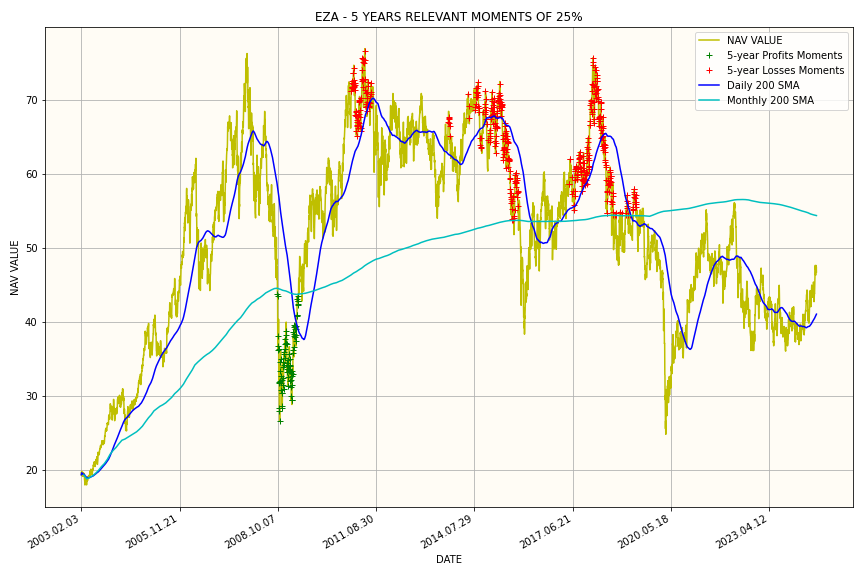 EZA - 5 YEARS RELEVANT MOMENTS OF 25%
NAV VALUE
5-year Profits Moments
5-year Losses Moments
Daily 200 SMA
Monthly 200 SMA
70
60
50
40
30
20
NAV VALUE
2003.02.03
2005.11.21
2008.10.07
2011.08.30
2014.07.29
2017.06.21
2020.05.18
2023.04.12
DATE